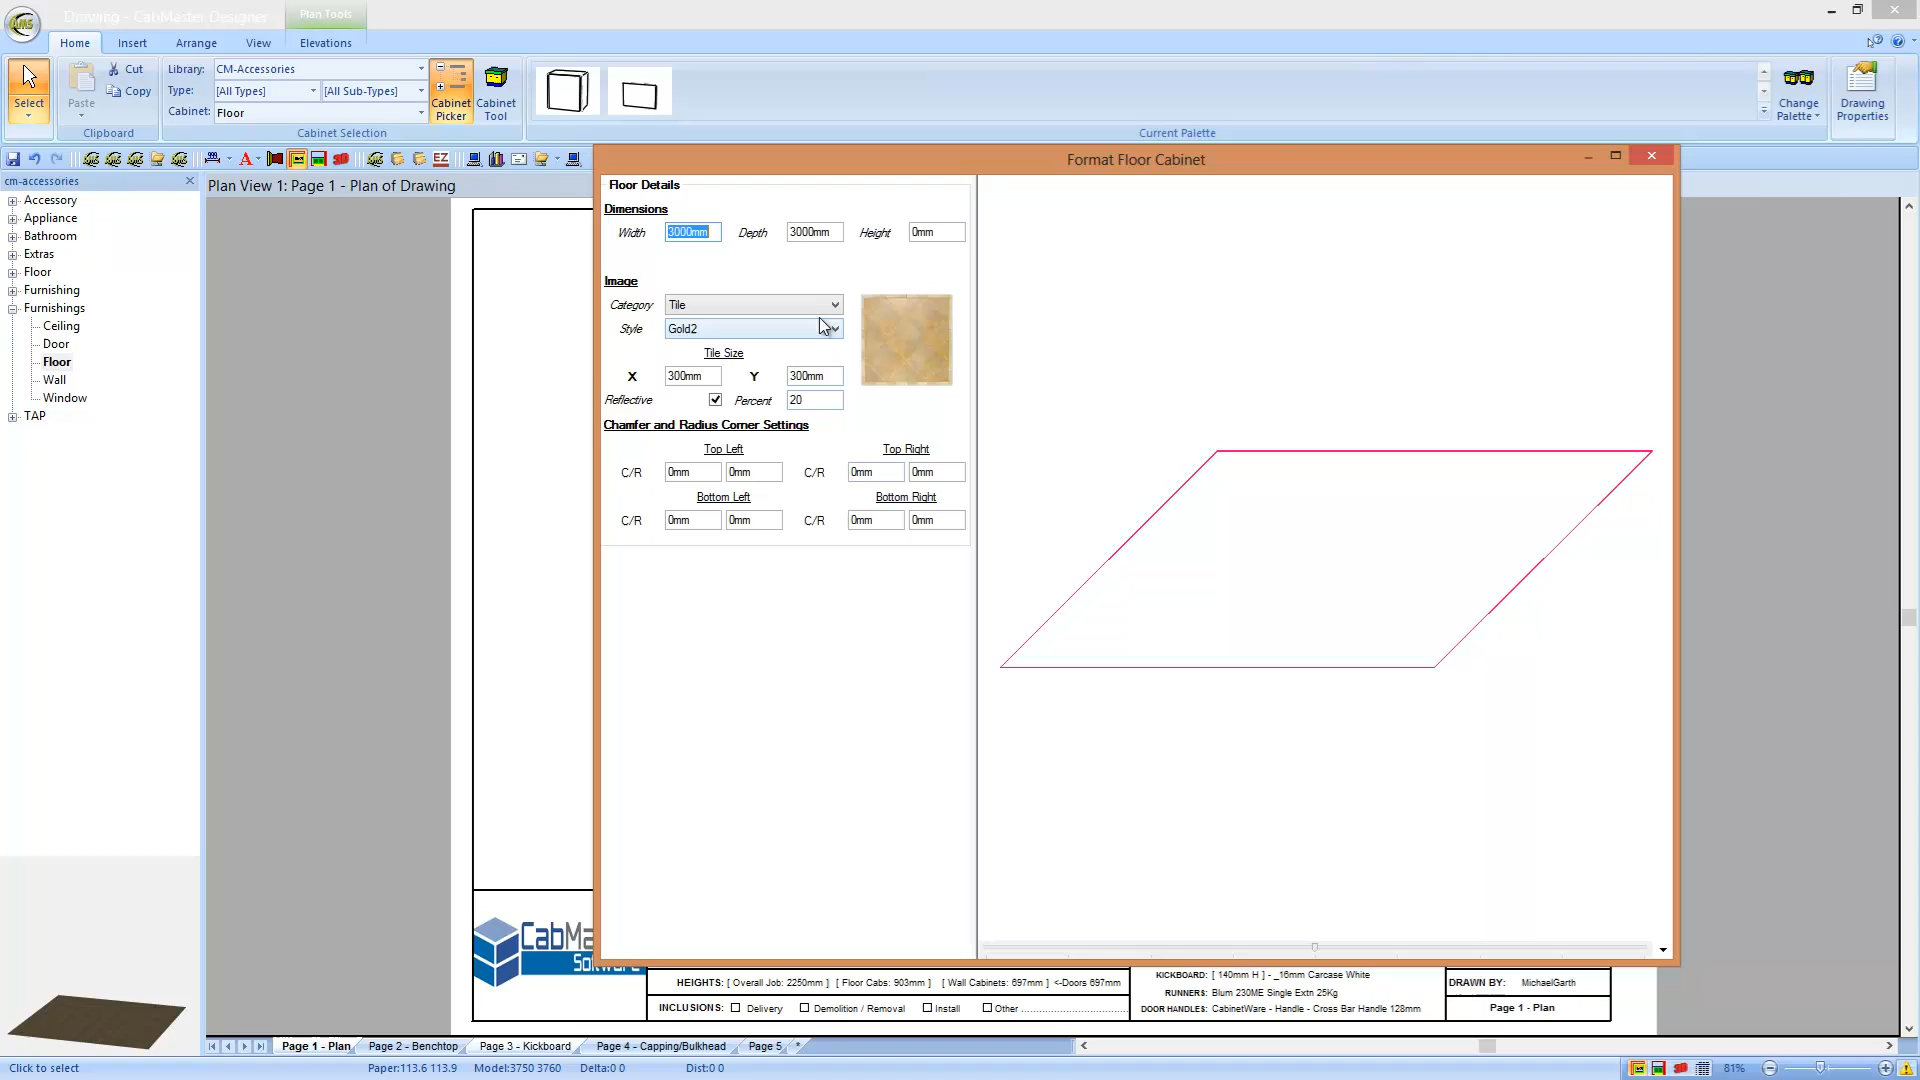 Drawing - CabMaster Designer
Plan Tools
Home
Insert
Arrange
View
Elevations
Select
Paste
Cut
Copy
Clipboard
Library:
CM-Accessories
Type:
[All Types]
[All Sub-Types]
Cabinet:
Floor
Cabinet Picker
Cabinet Tool
Cabinet Selection
Current Palette
Change Palette
Drawing Properties
EZ
cm-accessories
Plan View 1: Page 1 - Plan of Drawing
Accessory
Appliance
Bathroom
Extras
Floor
Furnishing
Furnishings
Ceiling
Door
Floor
Wall
Window
TAP
Format Floor Cabinet
Floor Details
Dimensions
Width
3000mm
Depth
3000mm
Height
0mm
Image
Category
Tile
Style
Gold2
Tile Size
X
300mm
Y
300mm
Reflective
Percent
20
Chamfer and Radius Corner Settings
Top Left
Top Right
C/R
0mm
0mm
C/R
0mm
0mm
Bottom Left
Bottom Right
C/R
0mm
0mm
C/R
0mm
0mm
HEIGHTS: [ Overall Job: 2250mm ] [ Floor Cabs: 903mm ] [ Wall Cabinets: 697mm ] <-Doors 697mm
INCLUSIONS: Delivery Demolition / Removal Install Other
KICKBOARD: [ 140mm H ] - _16mm Carcase White
RUNNERS: Blum 230ME Single Extn 25Kg
DOOR HANDLES: CabinetWare - Handle - Cross Bar Handle 128mm
DRAWN BY: MichaelGarth
Page 1 - Plan
Page 1 - Plan
Page 2 - Benchtop
Page 3 - Kickboard
Page 4 - Capping/Bulkhead
Page 5
Click to select
Paper:113.6 113.9
Model:3750 3760
Delta:0 0
Dist:0 0
81%